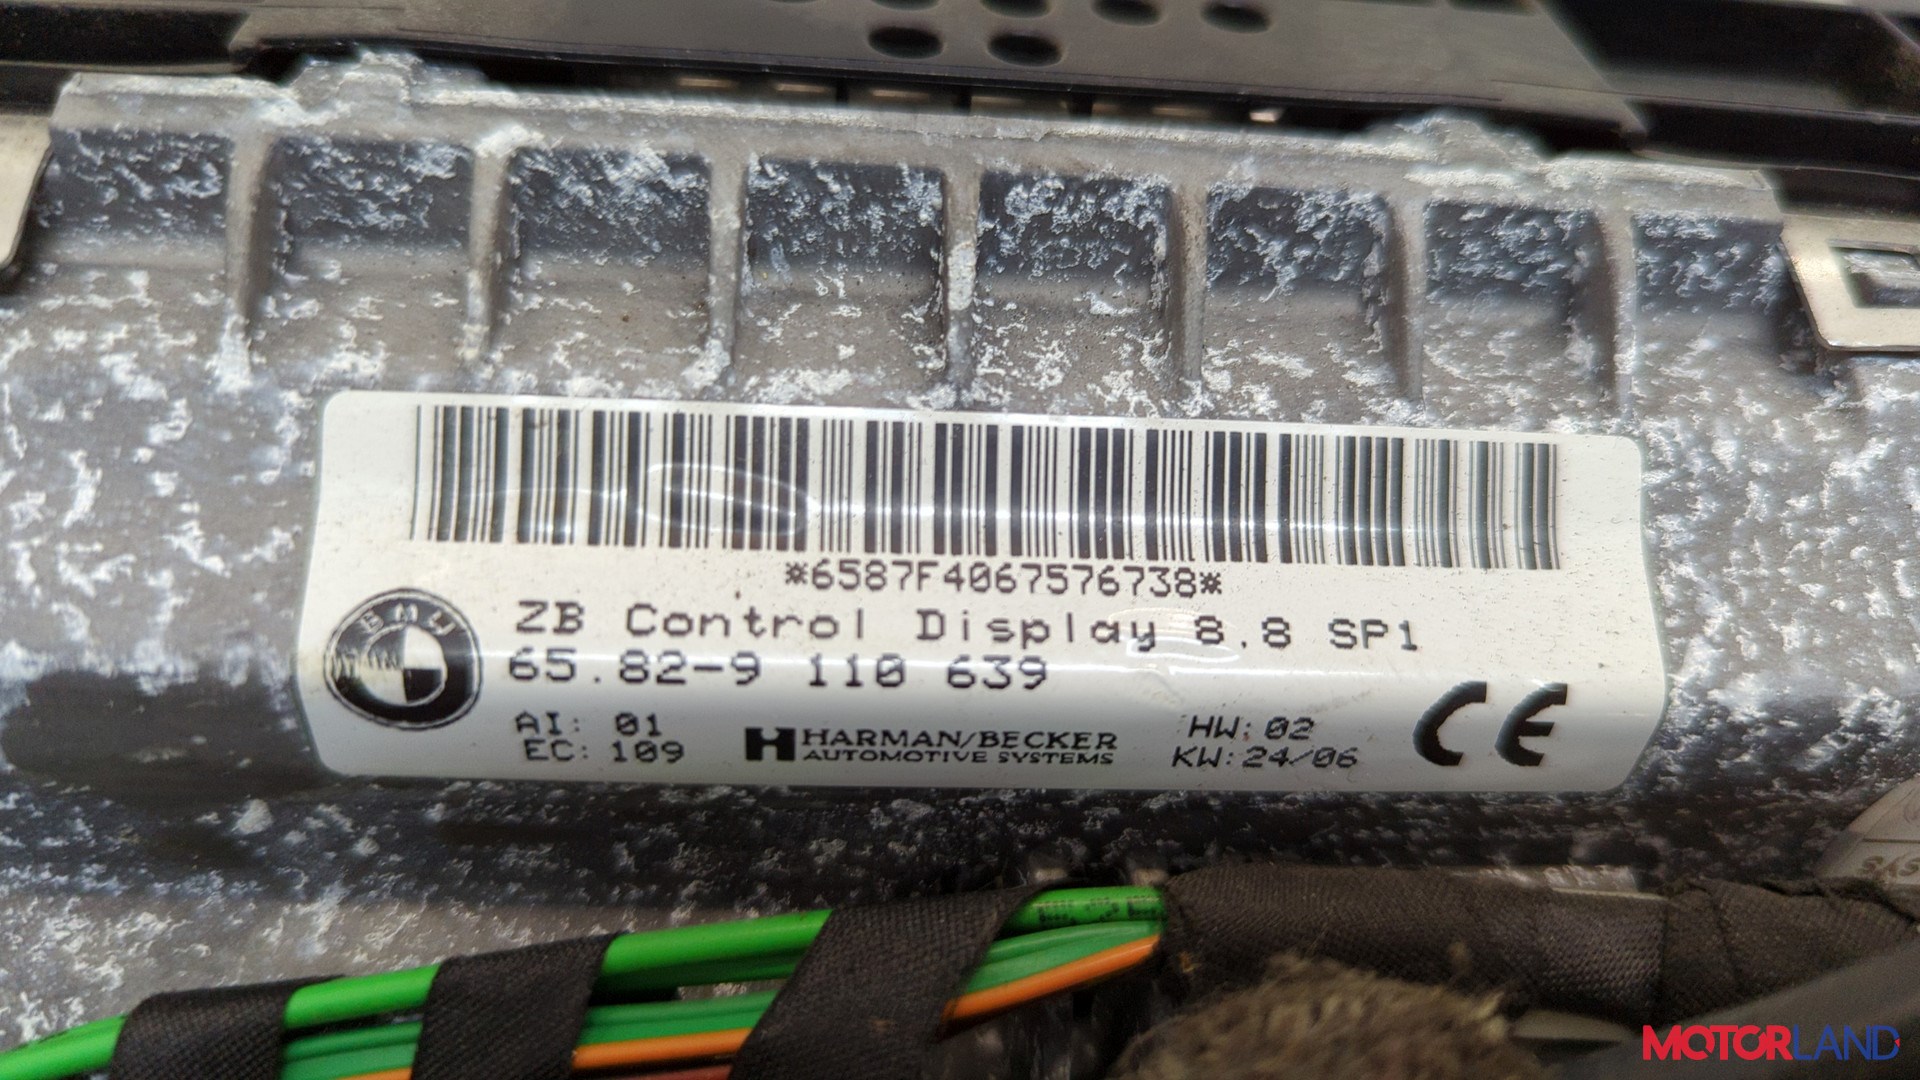 *6587F4067576738*
BMW
ZB Control Display 8.8 SP1
65.82-9 110 639
AI: 01
EC: 109
H HARMAN/BECKER
AUTOMOTIVE SYSTEMS
HW: 02
KW: 24/06
CE
MOTORLAND